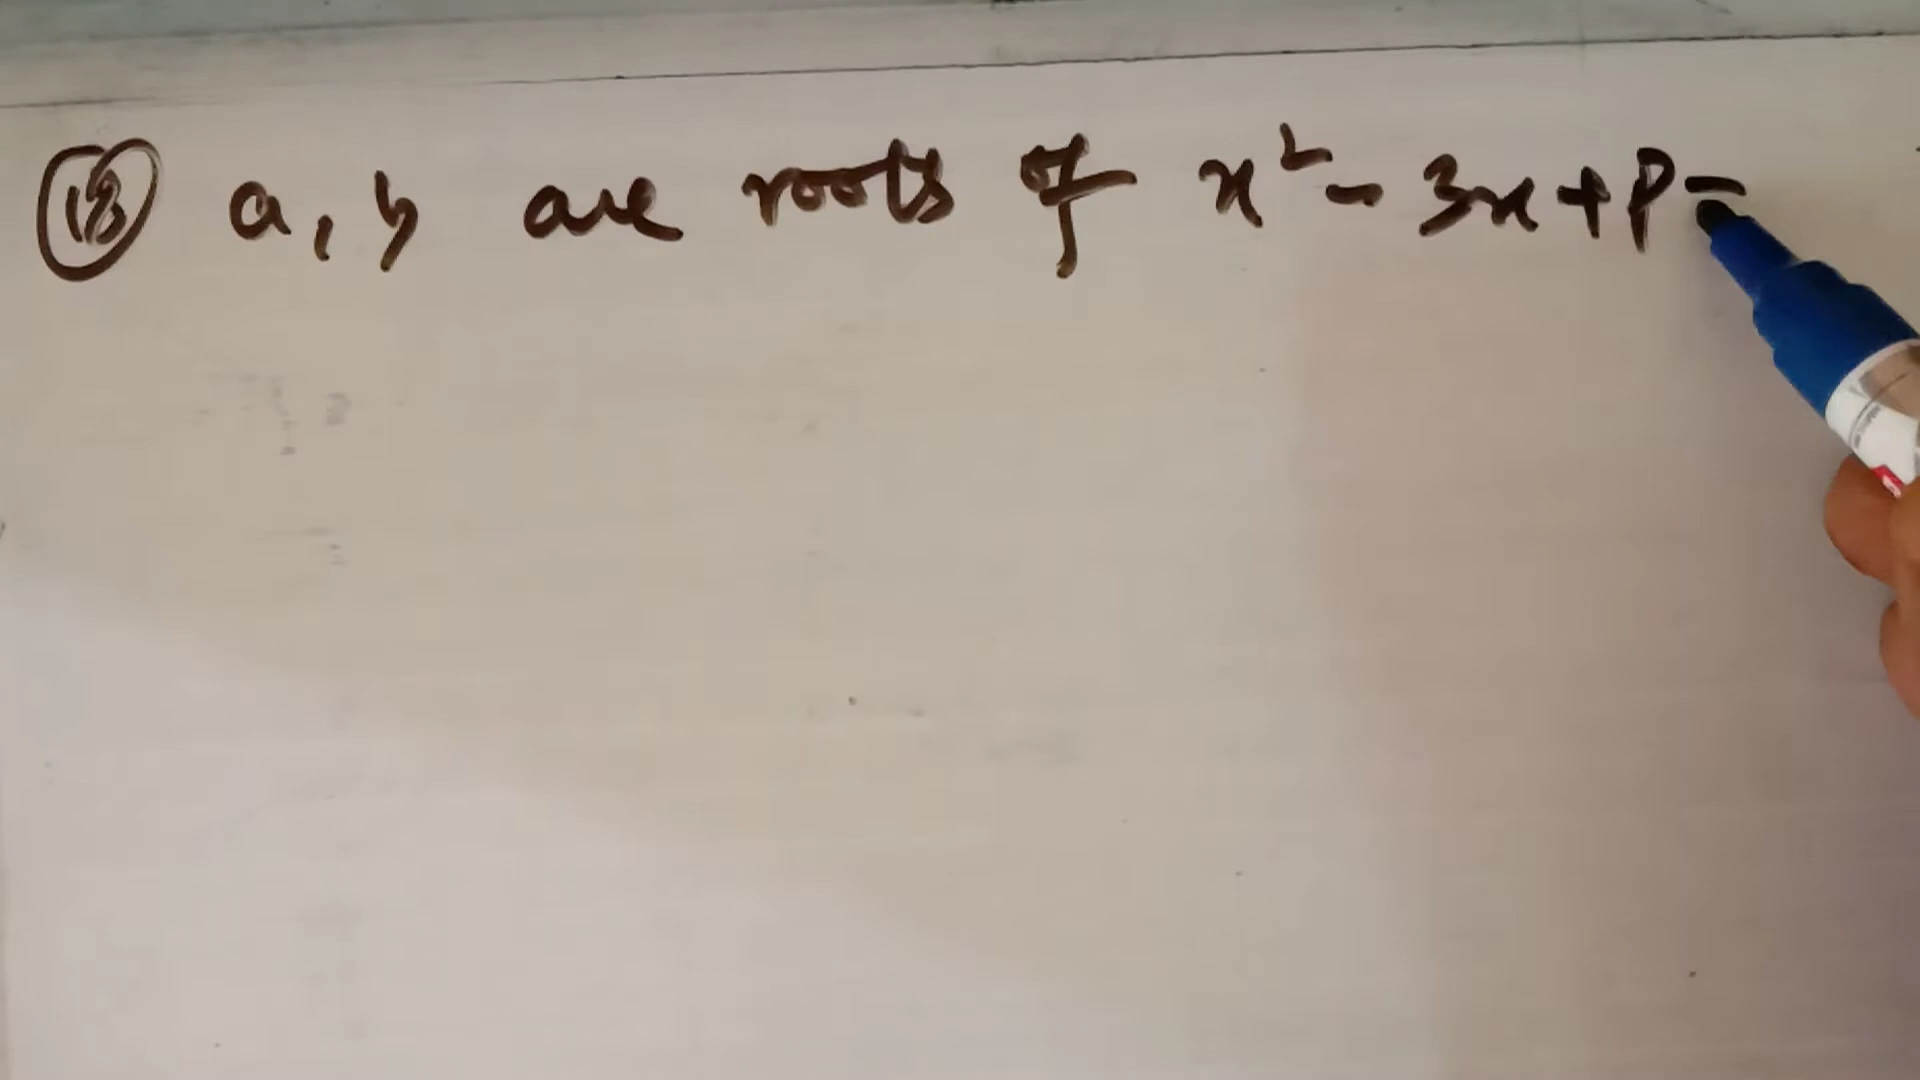 (18) a, b are roots of x² - 3x + P =